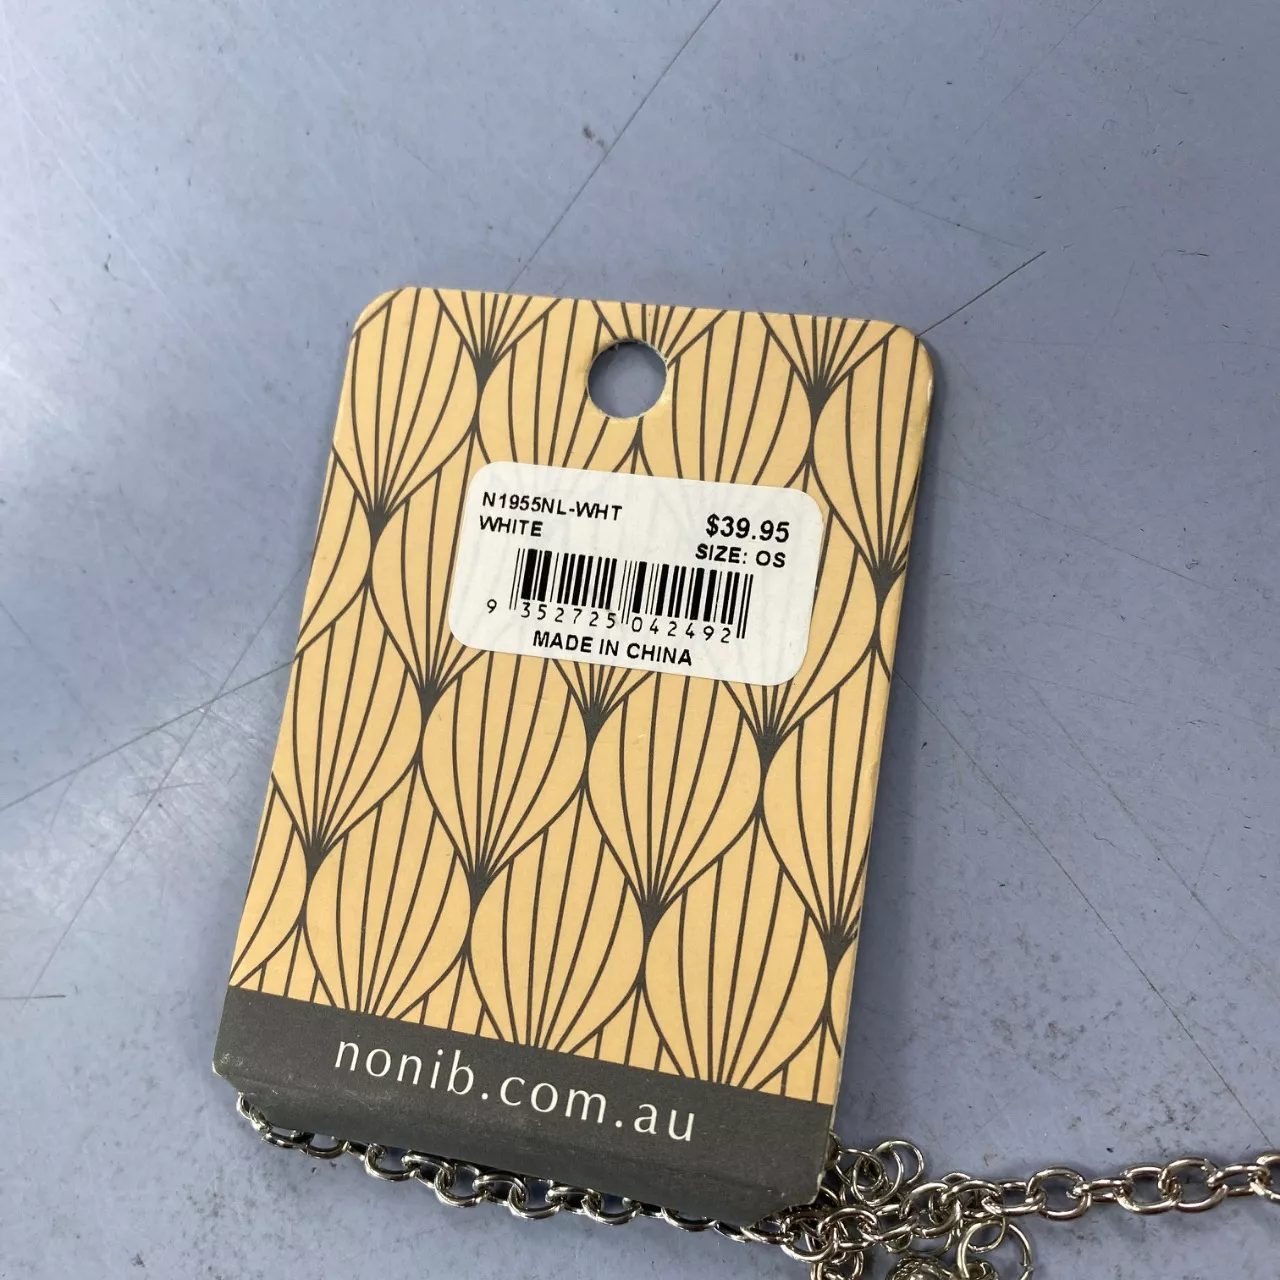 N1955NL-WHT
WHITE
$39.95
SIZE: OS
9 352725 042492
MADE IN CHINA
nonib.com.au